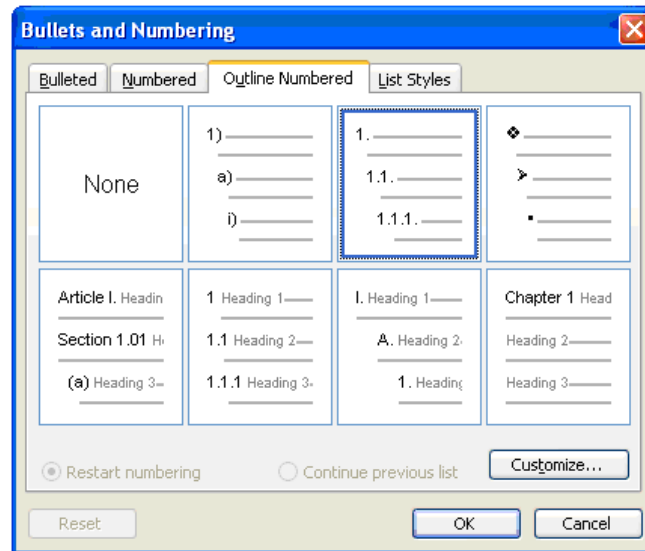 Bullets and Numbering
Bulleted Numbered Outline Numbered List Styles
None
1)
a)
i)
1.
1.1.
1.1.1.
Article I. Headin
Section 1.01 H
(a) Heading 3
1 Heading 1
1.1 Heading 2
1.1.1 Heading 3
I. Heading 1
A. Heading 2
1. Heading
Chapter 1 Head
Heading 2
Heading 3
Restart numbering Continue previous list Customize...
Reset OK Cancel